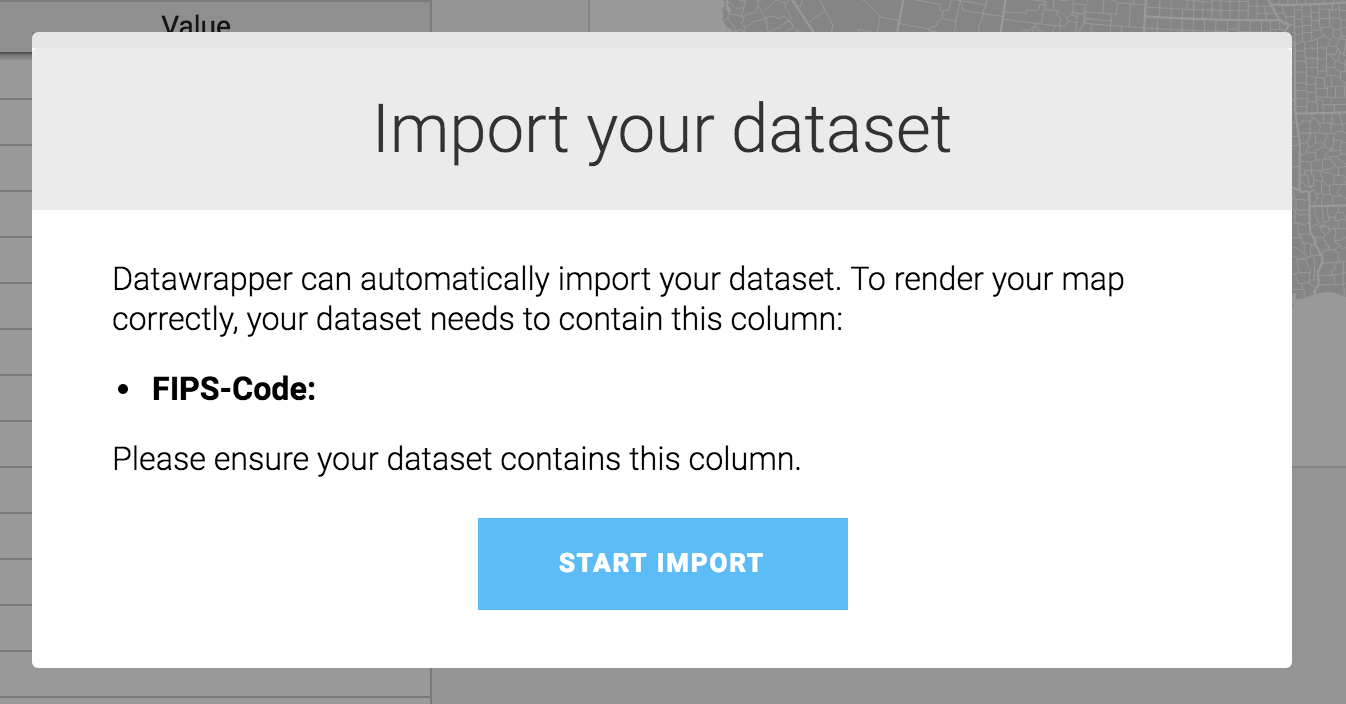 Value
Import your dataset
Datawrapper can automatically import your dataset. To render your map
correctly, your dataset needs to contain this column:
• FIPS-Code:
Please ensure your dataset contains this column.
START IMPORT